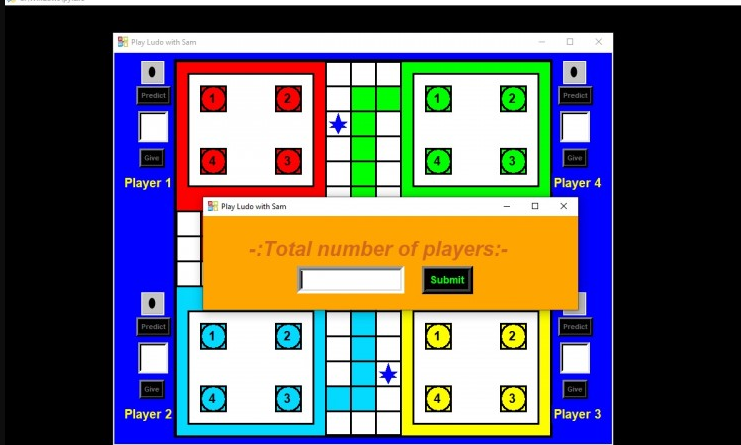 Play Ludo with Sam
Predict
Give
Player 1
1 2
4 3
1 2
4 3
Predict
Give
Player 4
Play Ludo with Sam
-:Total number of players:-
Submit
Predict
Give
Player 2
1 2
4 3
1 2
4 3
Predict
Give
Player 3